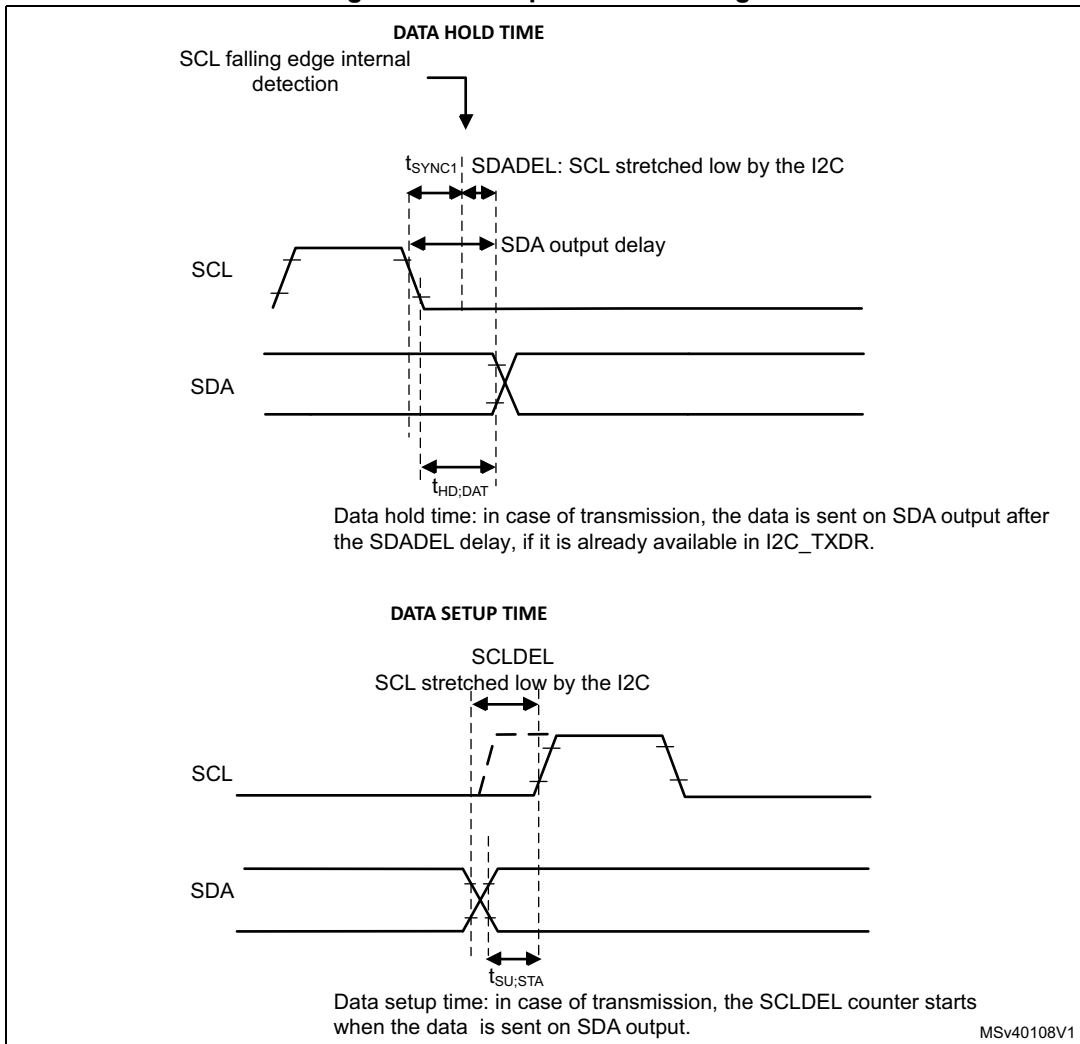 DATA HOLD TIME
SCL falling edge internal
detection
tSYNC1
SDADEL: SCL stretched low by the I2C
SDA output delay
SCL
SDA
tHD;DAT
Data hold time: in case of transmission, the data is sent on SDA output after
the SDADEL delay, if it is already available in I2C_TXDR.
DATA SETUP TIME
SCLDEL
SCL stretched low by the I2C
SCL
SDA
tSU;STA
Data setup time: in case of transmission, the SCLDEL counter starts
when the data is sent on SDA output.
MSv40108V1